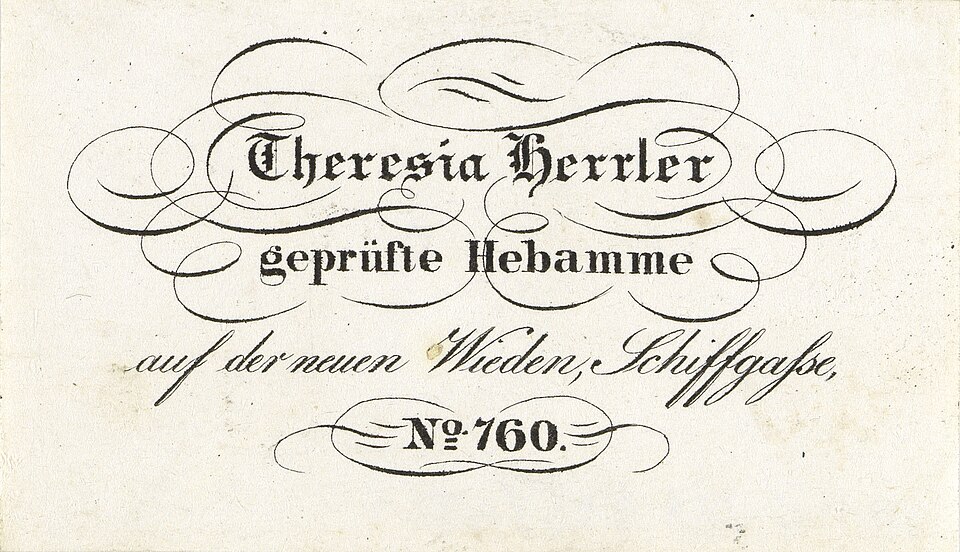 Theresia Herrler
geprüfte Hebamme
auf der neuen Wieden, Schiffgaſse,
No. 760.